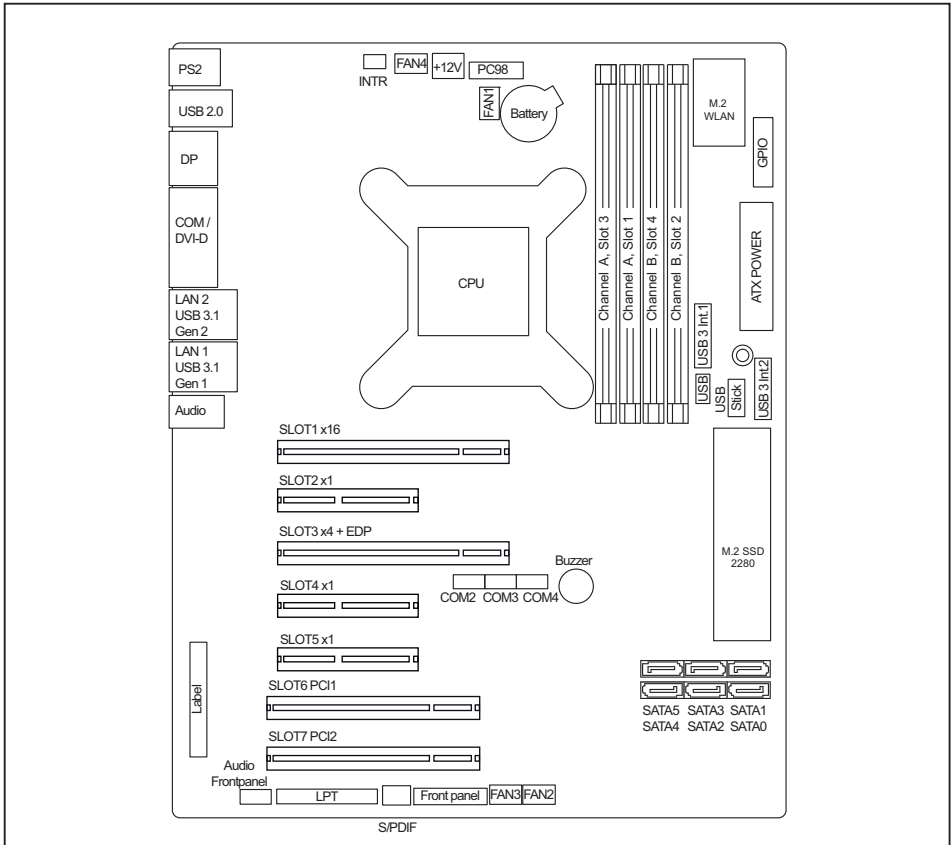 PS2
USB 2.0
DP
COM /
DVI-D
LAN 2
USB 3.1
Gen 2
LAN 1
USB 3.1
Gen 1
Audio
INTR
FAN4
+12V
PC98
FAN1
Battery
CPU
Channel A, Slot 3
Channel A, Slot 1
Channel B, Slot 4
Channel B, Slot 2
M.2
WLAN
GPIO
ATX POWER
USB 3 Int.1
USB
USB
Stick
USB 3 Int.2
SLOT1 x16
SLOT2 x1
SLOT3 x4 + EDP
SLOT4 x1
SLOT5 x1
SLOT6 PCI1
SLOT7 PCI2
Buzzer
COM2 COM3 COM4
M.2 SSD
2280
SATA5 SATA3 SATA1
SATA4 SATA2 SATA0
Label
Audio
Frontpanel
LPT
S/PDIF
Front panel
FAN3
FAN2